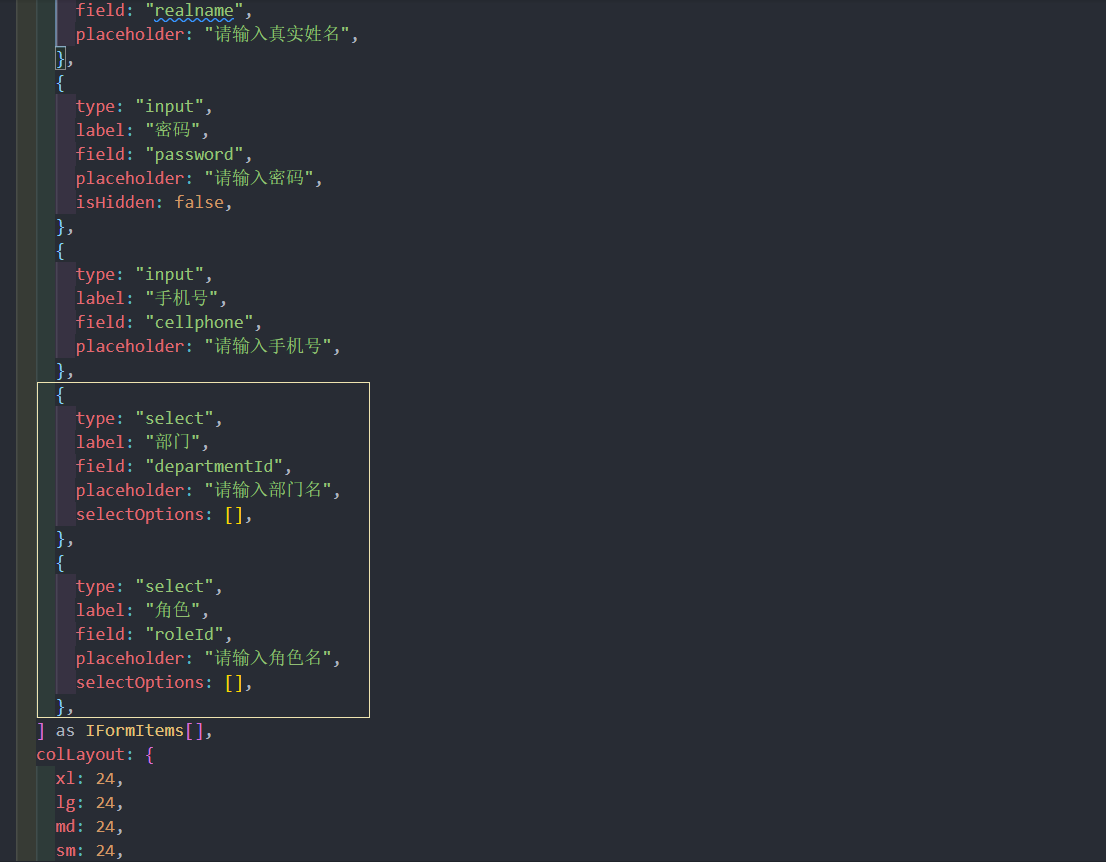 field: "realname",
placeholder: "请输入真实姓名",
},
{
type: "input",
label: "密码",
field: "password",
placeholder: "请输入密码",
isHidden: false,
},
{
type: "input",
label: "手机号",
field: "cellphone",
placeholder: "请输入手机号",
},
{
type: "select",
label: "部门",
field: "departmentId",
placeholder: "请输入部门名",
selectOptions: [],
},
{
type: "select",
label: "角色",
field: "roleId",
placeholder: "请输入角色名",
selectOptions: [],
},
] as IFormItems[],
colLayout: {
xl: 24,
lg: 24,
md: 24,
sm: 24,